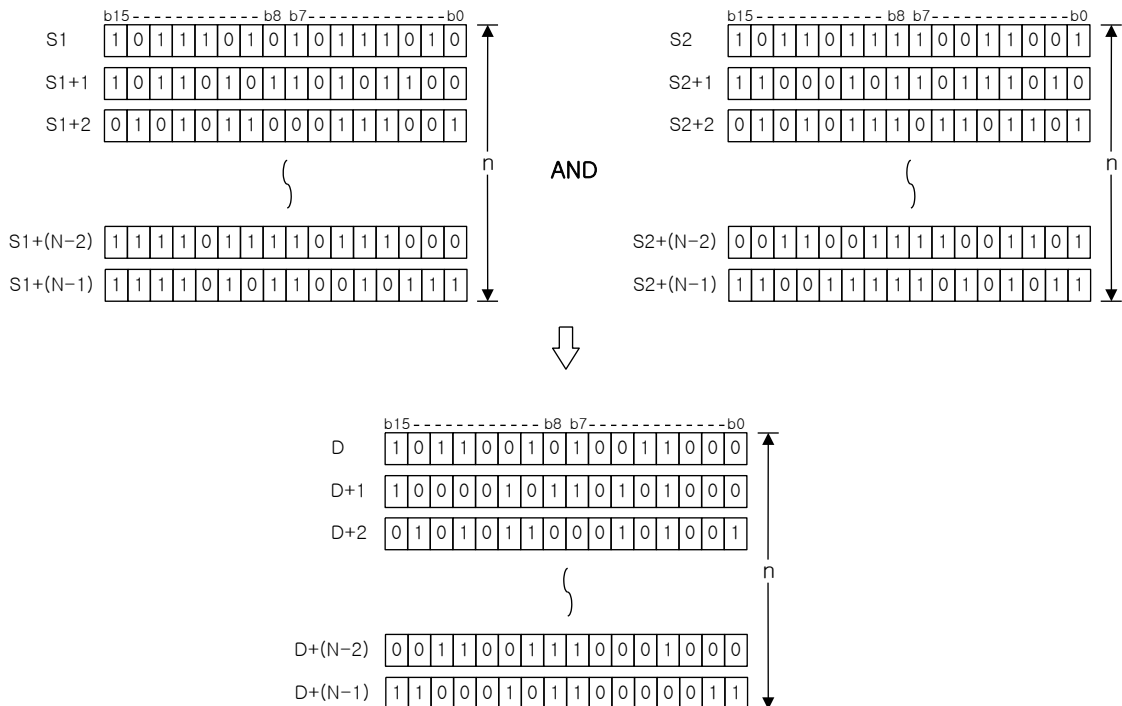 b15 - - - - - - - - - - - - b8 b7- - - - - - - - - - - - - b0
S1 1 0 1 1 1 0 1 0 1 0 1 1 1 0 1 0
S1+1 1 0 1 1 0 1 0 1 1 0 1 0 1 1 0 0
S1+2 0 1 0 1 0 1 1 0 0 0 1 1 1 0 0 1
n
S1+(N-2) 1 1 1 1 0 1 1 1 1 0 1 1 1 0 0 0
S1+(N-1) 1 1 1 1 0 1 0 1 1 0 0 1 0 1 1 1
AND
b15 - - - - - - - - - - - - b8 b7- - - - - - - - - - - - - b0
S2 1 0 1 1 0 1 1 1 1 0 0 1 1 0 0 1
S2+1 1 1 0 0 0 1 0 1 1 0 1 1 1 0 1 0
S2+2 0 1 0 1 0 1 1 1 0 1 1 0 1 1 0 1
n
S2+(N-2) 0 0 1 1 0 0 1 1 1 1 0 0 1 1 0 1
S2+(N-1) 1 1 0 0 1 1 1 1 1 0 1 0 1 0 1 1
b15 - - - - - - - - - - - - b8 b7- - - - - - - - - - - - - b0
D 1 0 1 1 0 0 1 0 1 0 0 1 1 0 0 0
D+1 1 0 0 0 0 1 0 1 1 0 1 0 1 0 0 0
D+2 0 1 0 1 0 1 1 0 0 0 1 0 1 0 0 1
n
D+(N-2) 0 0 1 1 0 0 1 1 1 0 0 0 1 0 0 0
D+(N-1) 1 1 0 0 0 1 0 1 1 0 0 0 0 0 1 1